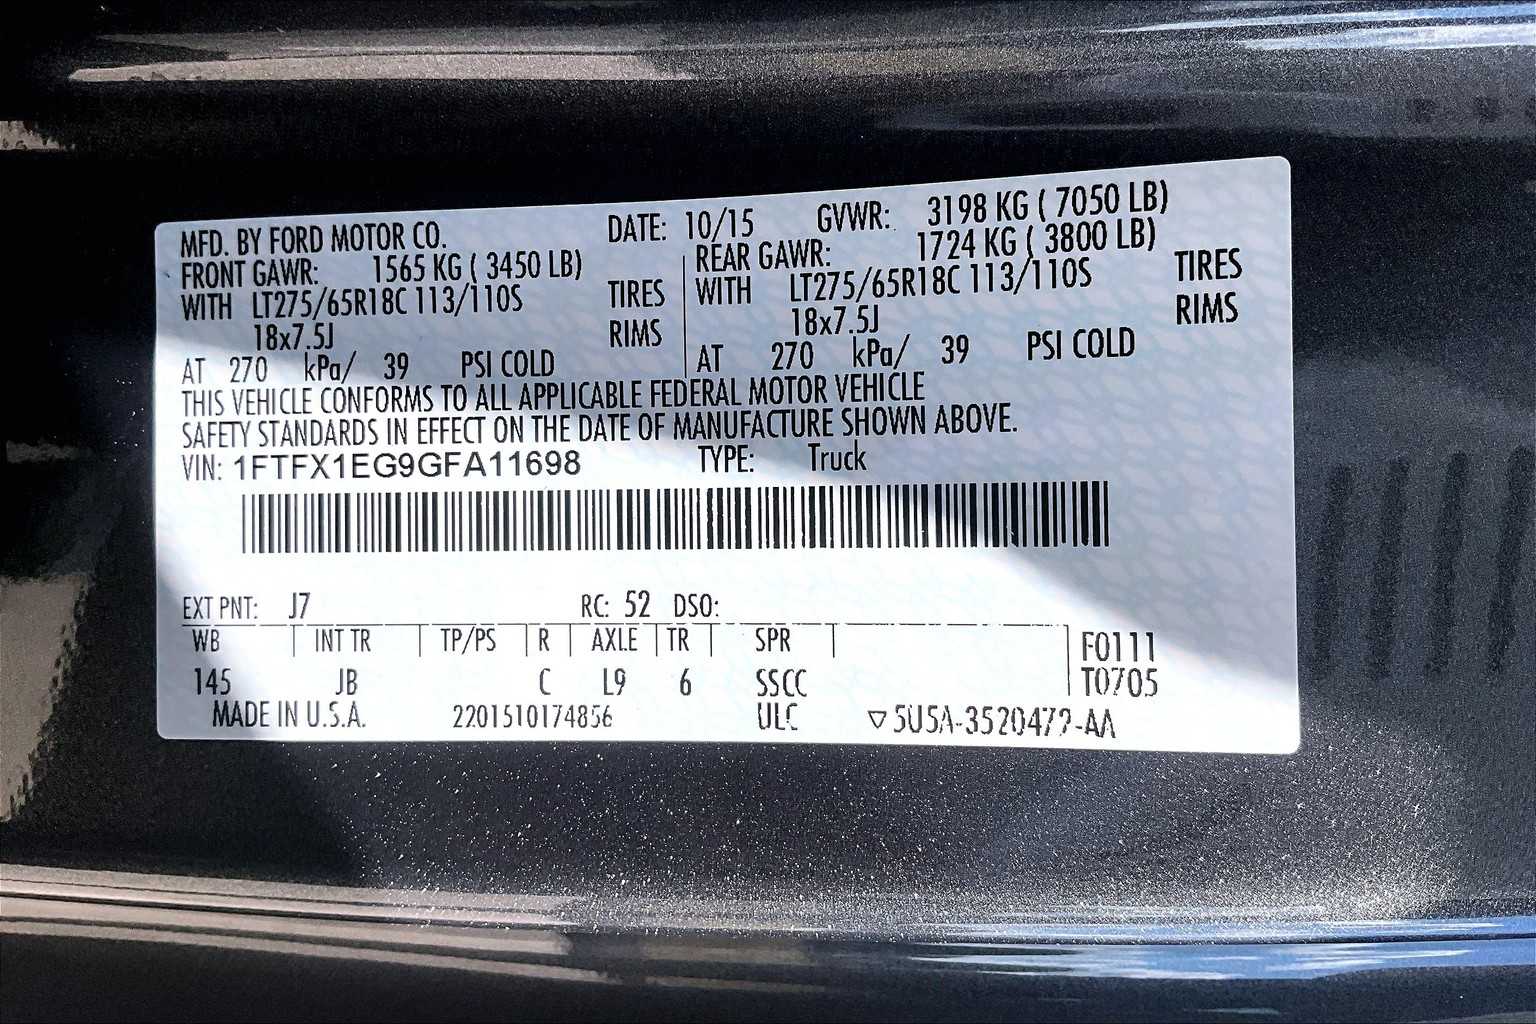 MFD. BY FORD MOTOR CO. DATE: 10/15 GVWR: 3198 KG ( 7050 LB)
FRONT GAWR: 1565 KG ( 3450 LB) REAR GAWR: 1724 KG ( 3800 LB)
WITH LT275/65R18C 113/110S TIRES WITH LT275/65R18C 113/110S TIRES
18x7.5J RIMS 18x7.5J RIMS
AT 270 kPa/ 39 PSI COLD AT 270 kPa/ 39 PSI COLD
THIS VEHICLE CONFORMS TO ALL APPLICABLE FEDERAL MOTOR VEHICLE
SAFETY STANDARDS IN EFFECT ON THE DATE OF MANUFACTURE SHOWN ABOVE.
VIN: 1FTFX1EG9GFA11698 TYPE: Truck
EXT PNT: J7 RC: 52 DSO:
WB INT TR TP/PS R AXLE TR SPR F0111
145 JB C L9 6 SSCC T0705
MADE IN U.S.A. 2201510174856 ULC ▽5U5A-3520472-AA